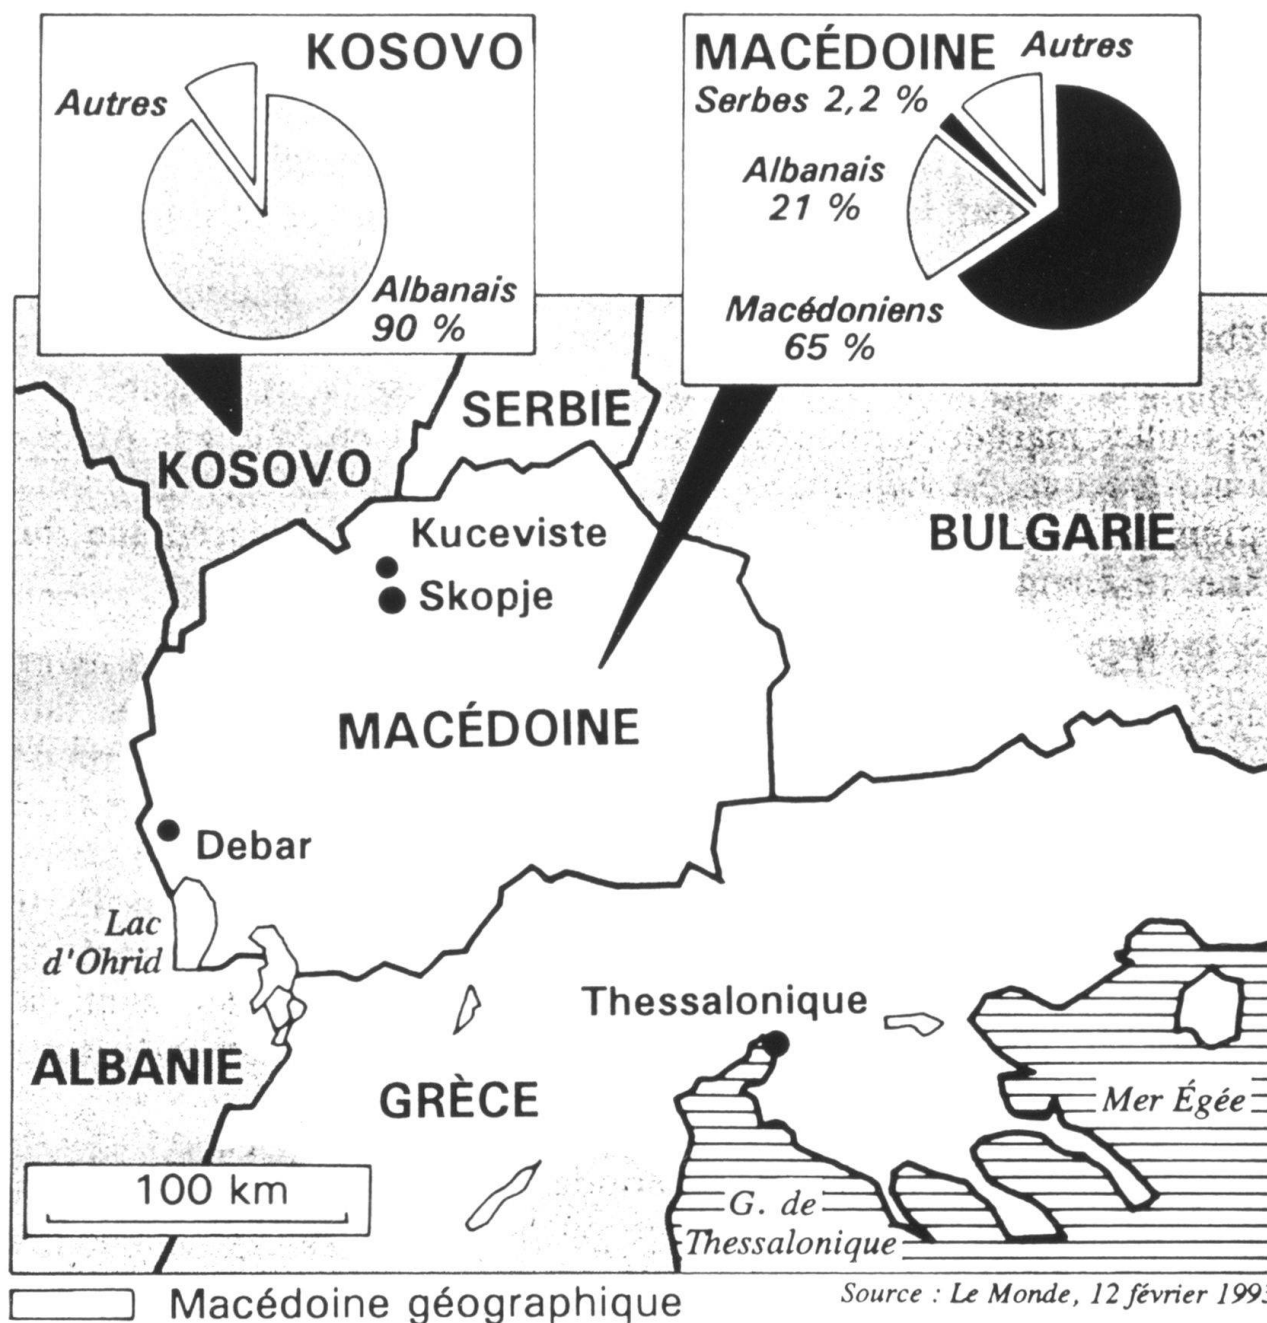 KOSOVO
Autres
Albanais
90 %
MACÉDOINE
Autres
Serbes 2,2 %
Albanais
21 %
Macédoniens
65 %
SERBIE
KOSOVO
BULGARIE
Kuceviste
Skopje
MACÉDOINE
Debar
Lac
d'Ohrid
Thessalonique
ALBANIE
GRÈCE
Mer Égée
100 km
G. de
Thessalonique
Macédoine géographique
Source : Le Monde, 12 février 1993